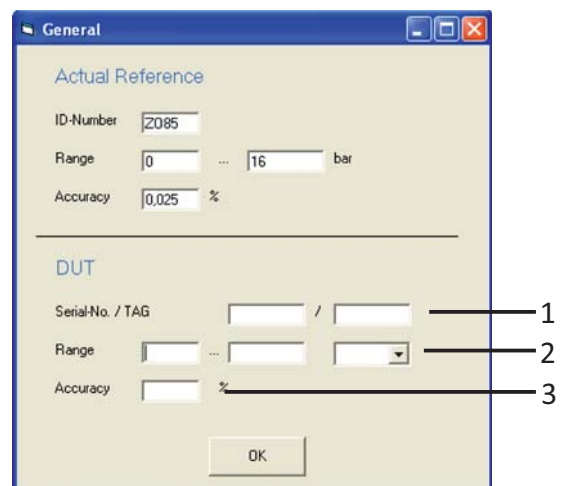 General
Actual Reference
ID-Number ZO85
Range 0 ... 16 bar
Accuracy 0,025 %
DUT
Serial-No. / TAG / 1
Range ... 2
Accuracy % 3
OK